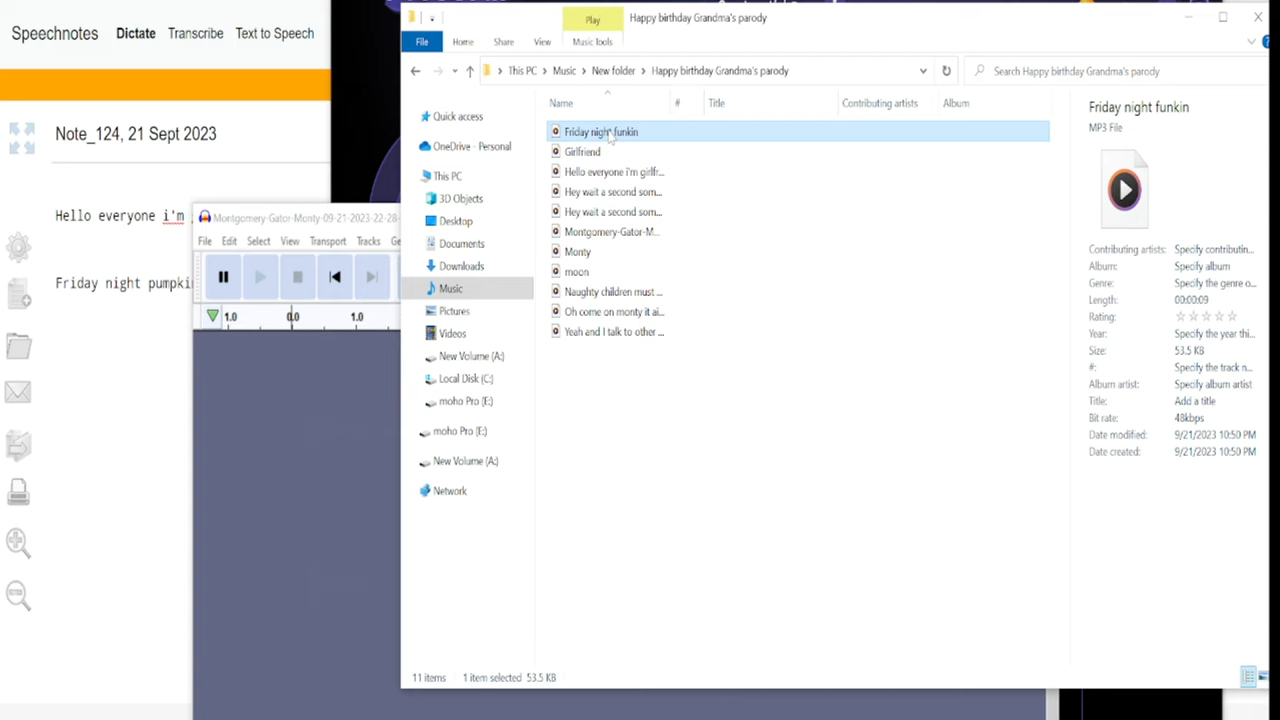 Speechnotes Dictate Transcribe Text to Speech
Note_124, 21 Sept 2023
Hello everyone i'm
Friday night pumpki
Montgomery-Gator-Monty-09-21-2023-22-28-
File Edit Select View Transport Tracks Ge
1.0 0.0 1.0
Play Happy birthday Grandma's parody
File Home Share View Music tools
This PC Music New folder Happy birthday Grandma's parody
Search Happy birthday Grandma's parody
Quick access
OneDrive - Personal
This PC
3D Objects
Desktop
Documents
Downloads
Music
Pictures
Videos
New Volume (A:)
Local Disk (C:)
moho Pro (E:)
moho Pro (E:)
New Volume (A:)
Network
Name # Title Contributing artists Album
Friday night funkin
Girlfriend
Hello everyone i'm girlfr...
Hey wait a second som...
Hey wait a second som...
Montgomery-Gator-M...
Monty
moon
Naughty children must ...
Oh come on monty it ai...
Yeah and I talk to other ...
Friday night funkin
MP3 File
Contributing artists: Specify contributin...
Album: Specify album
Genre: Specify the genre o...
Length: 00:00:09
Rating:
Year: Specify the year thi...
Size: 53.5 KB
#: Specify the track n...
Album artist: Specify album artist
Title: Add a title
Bit rate: 48kbps
Date modified: 9/21/2023 10:50 PM
Date created: 9/21/2023 10:50 PM
11 items 1 item selected 53.5 KB